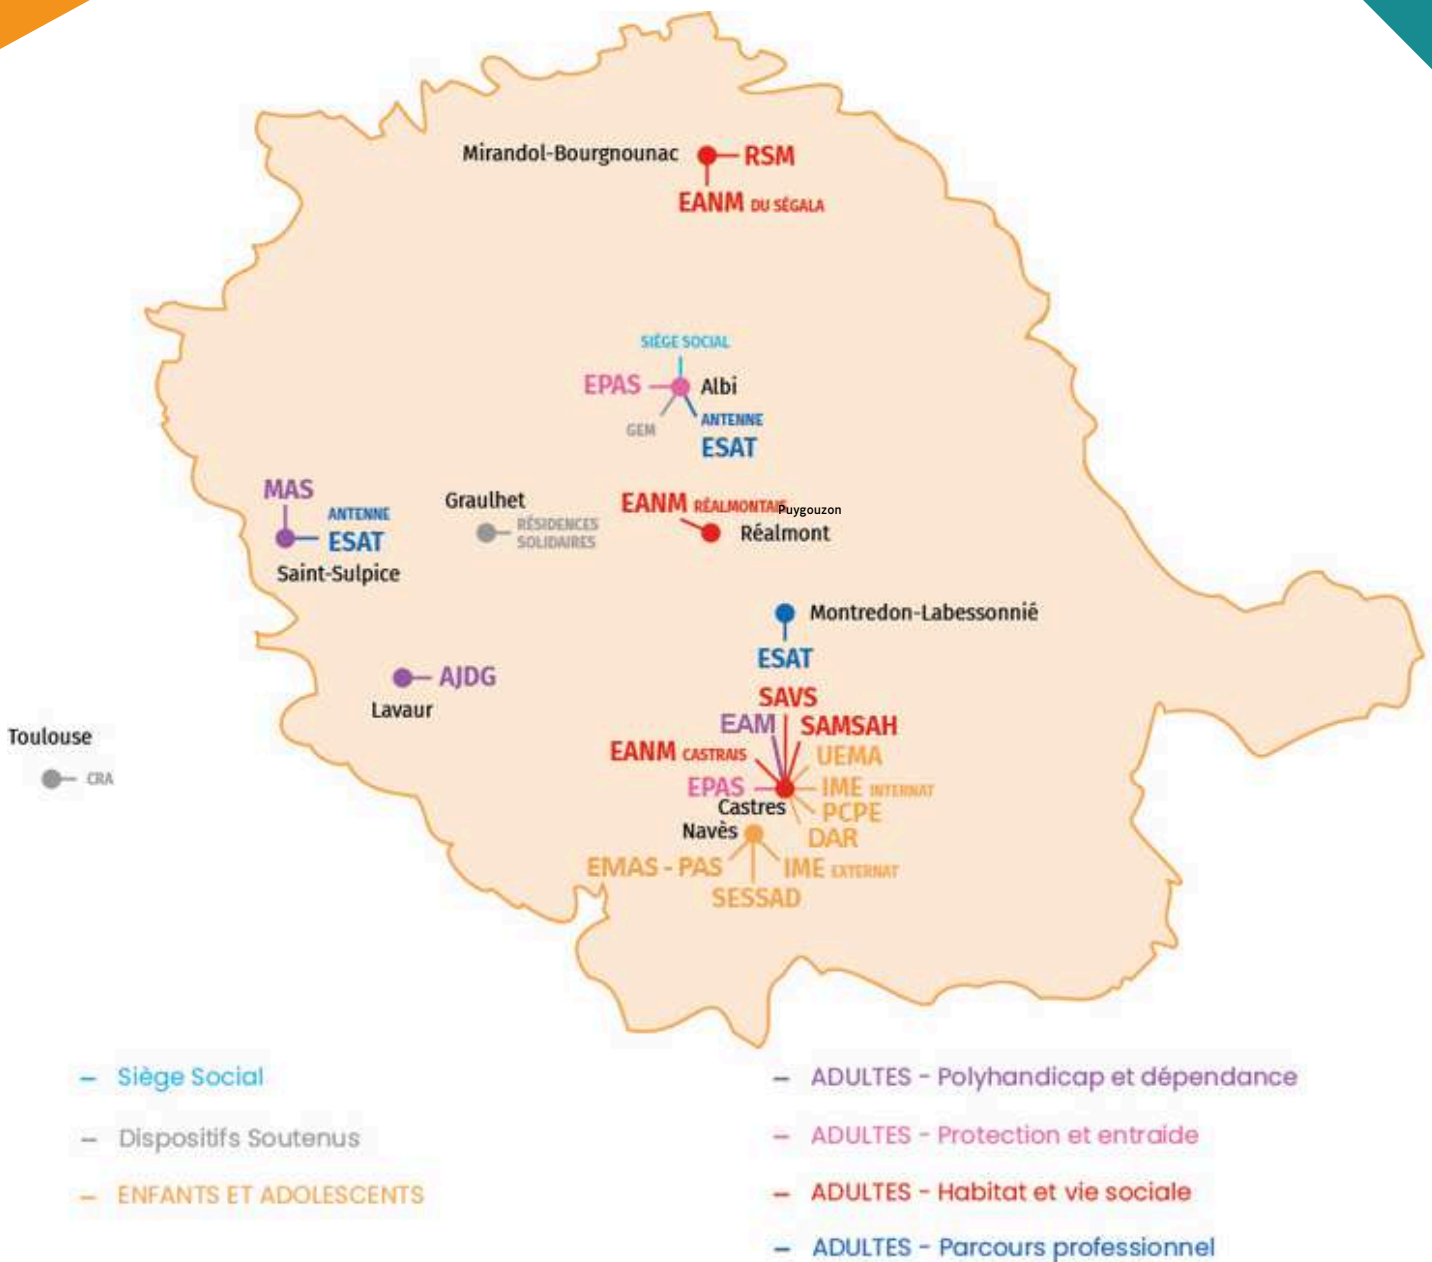 Mirandol-Bourgnounac
RSM
EANM DU SÉGALA
SIÈGE SOCIAL
EPAS
Albi
GEM
ANTENNE
ESAT
MAS
ANTENNE
ESAT
Saint-Sulpice
Graulhet
RÉSIDENCES
SOLIDAIRES
EANM RÉALMONTAIS
Puygouzon
Réalmont
Montredon-Labessonnié
ESAT
AJDG
Lavaur
Toulouse
CRA
SAVS
EAM
SAMSAH
EANM CASTRAIS
UEMA
EPAS
IME INTERNAT
Castres
PCPE
DAR
Navès
EMAS - PAS
IME EXTERNAT
SESSAD
– Siège Social
– Dispositifs Soutenus
– ENFANTS ET ADOLESCENTS
– ADULTES - Polyhandicap et dépendance
– ADULTES - Protection et entraide
– ADULTES - Habitat et vie sociale
– ADULTES - Parcours professionnel